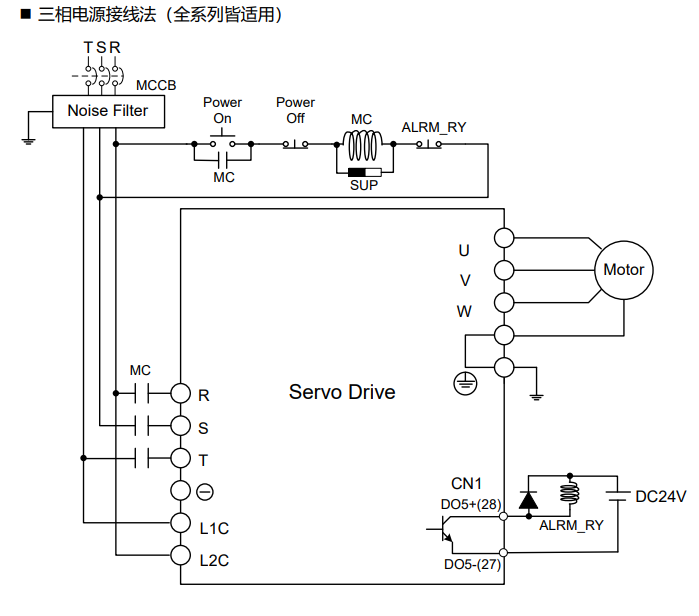 ■ 三相电源接线法（全系列皆适用）
T S R
MCCB
Noise Filter
Power On
Power Off
MC
ALRM_RY
MC
SUP
U
V
W
Motor
MC
R
S
T
Servo Drive
L1C
L2C
CN1
DO5+(28)
DO5-(27)
ALRM_RY
DC24V